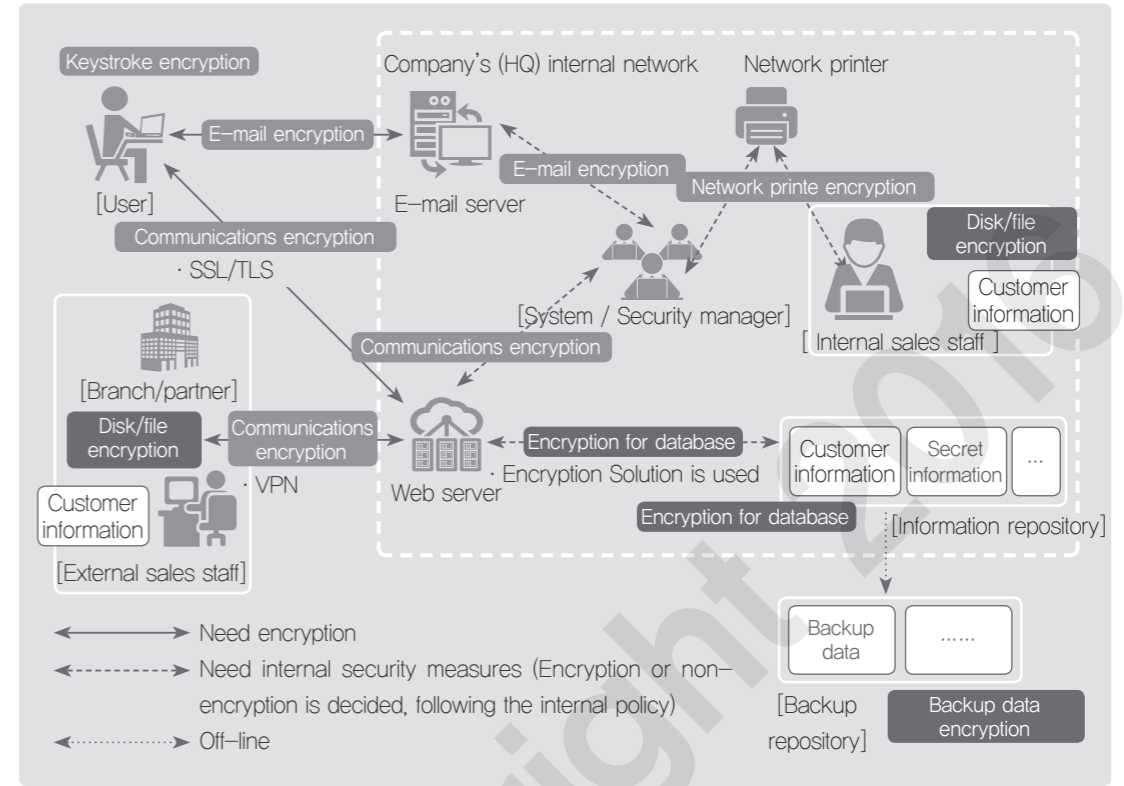 Keystroke encryption
Company's (HQ) internal network
Network printer
E-mail encryption
[User]
E-mail server
E-mail encryption
Network printe encryption
Communications encryption
· SSL/TLS
Disk/file
encryption
Customer
information
[System / Security manager]
[ Internal sales staff ]
Communications encryption
[Branch/partner]
Disk/file
encryption
Communications
encryption
· VPN
Customer
information
[External sales staff]
Web server
Encryption for database
· Encryption Solution is used
Customer
information
Secret
information
...
Encryption for database
[Information repository]
Need encryption
Need internal security measures (Encryption or non-
encryption is decided, following the internal policy)
Off-line
Backup
data
......
[Backup
repository]
Backup data
encryption
right 2016